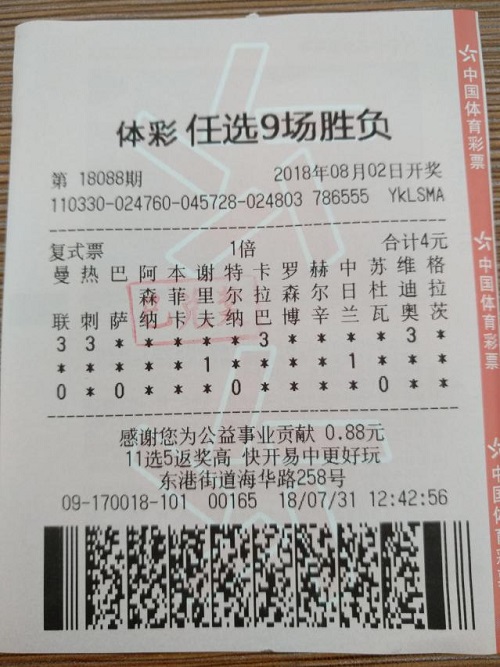 体彩 任选9场胜负
第 18088期 2018年08月02日开奖
110330-024760-045728-024803 786555 YkLSMA
复式票 1倍 合计4元
曼 热 巴 阿 本 谢 特 卡 罗 赫 中 苏 维 格
森 菲 里 尔 拉 森 尔 日 杜 迪 拉
联 刺 萨 纳 卡 夫 纳 巴 博 辛 兰 瓦 奥 茨
3 3 * * * * * 3 * * * * 3 *
* * * * * 1 * * * * 1 * * *
0 * 0 * * * 0 * * * * 0 * *
感谢您为公益事业贡献 0.88元
11选5返奖高 快开易中更好玩
东港街道海华路258号
09-170018-101 00165 18/07/31 12:42:56
中国体育彩票
中国体育彩票
中国体育彩